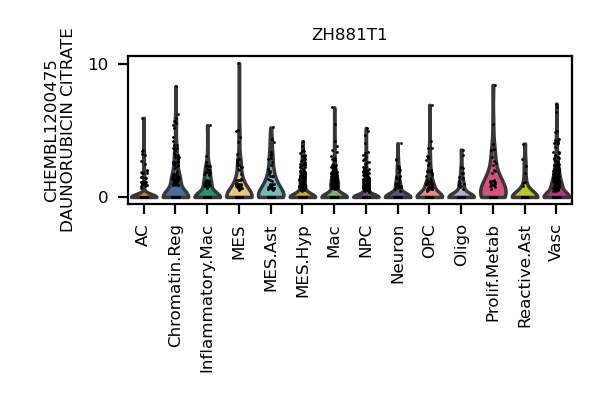 ZH881T1
CHEMBL1200475
DAUNORUBICIN CITRATE
10
0
AC
Chromatin.Reg
Inflammatory.Mac
MES
MES.Ast
MES.Hyp
Mac
NPC
Neuron
OPC
Oligo
Prolif.Metab
Reactive.Ast
Vasc